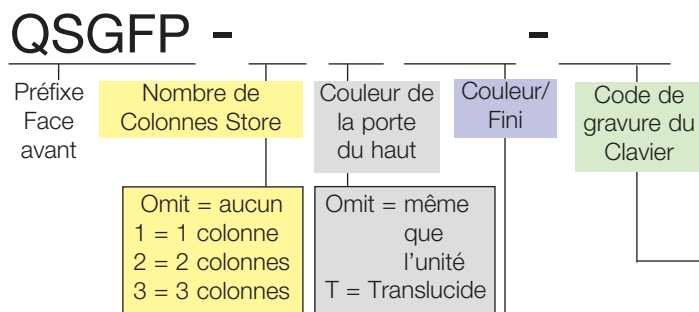 QSGFP - -
Préfixe
Face
avant
Nombre de
Colonnes Store
Couleur de
la porte
du haut
Couleur/
Fini
Code de
gravure du
Clavier
Omit = aucun
1 = 1 colonne
2 = 2 colonnes
3 = 3 colonnes
Omit = même
que
l'unité
T = Translucide